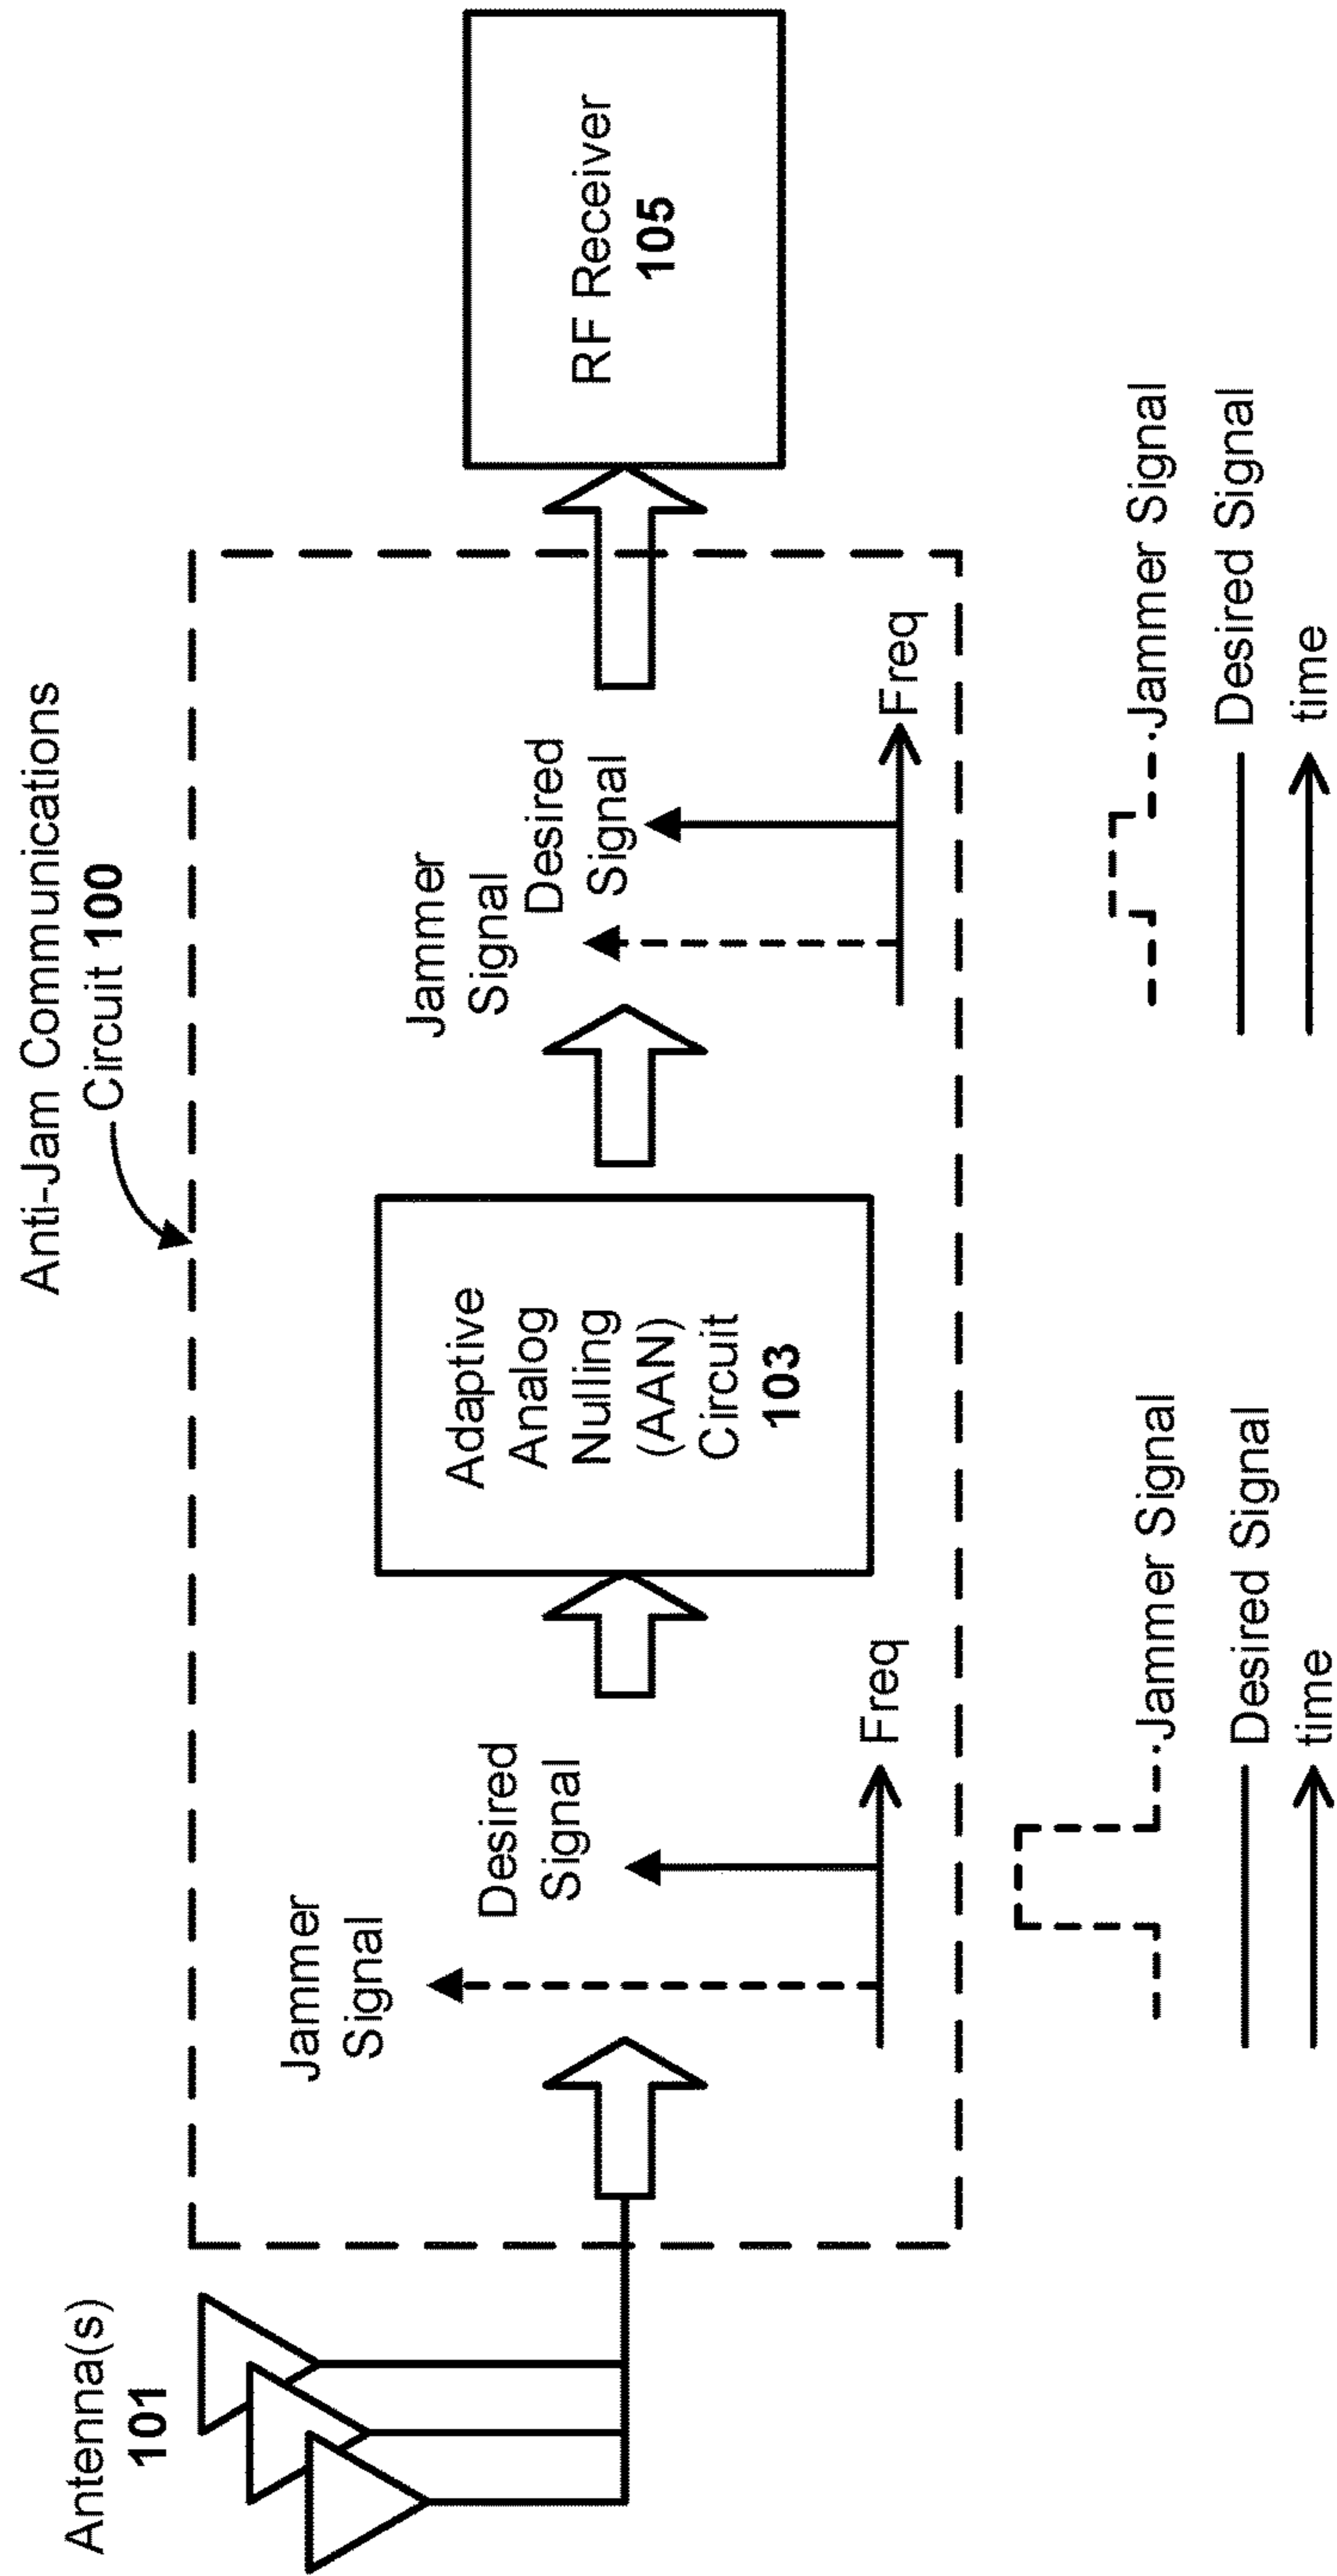 Anti-Jam Communications
Circuit 100
Antenna(s)
101
Jammer
Signal
Desired
Signal
Freq
Adaptive
Analog
Nulling
(AAN)
Circuit
103
Jammer
Signal
Desired
Signal
Freq
RF Receiver
105
Jammer Signal
Desired Signal
time
Jammer Signal
Desired Signal
time